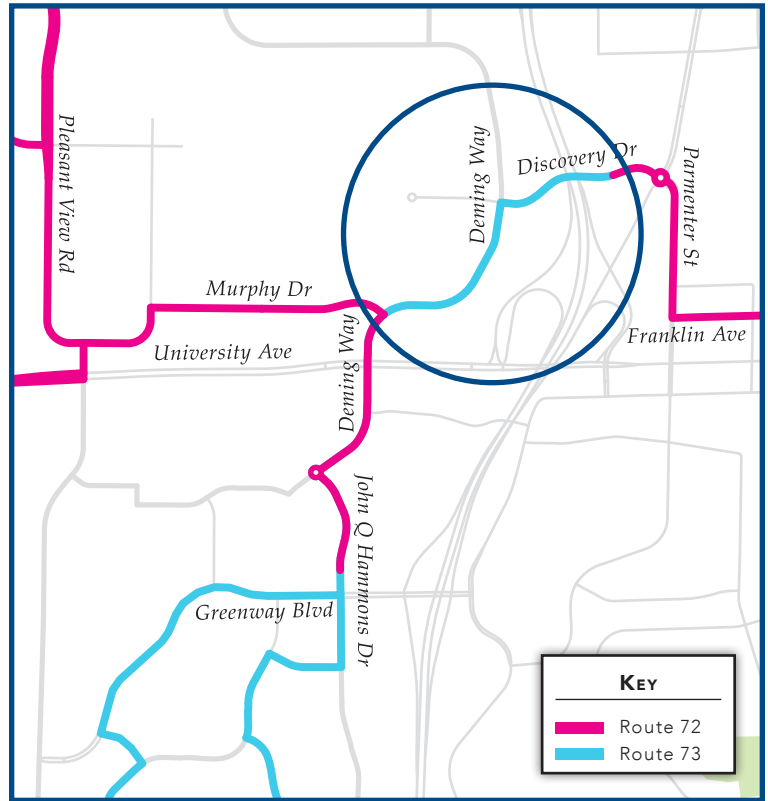 Pleasant View Rd
Deming Way
Discovery Dr
Parmenter St
Murphy Dr
University Ave
Deming Way
Franklin Ave
John Q Hammons Dr
Greenway Blvd
KEY
Route 72
Route 73